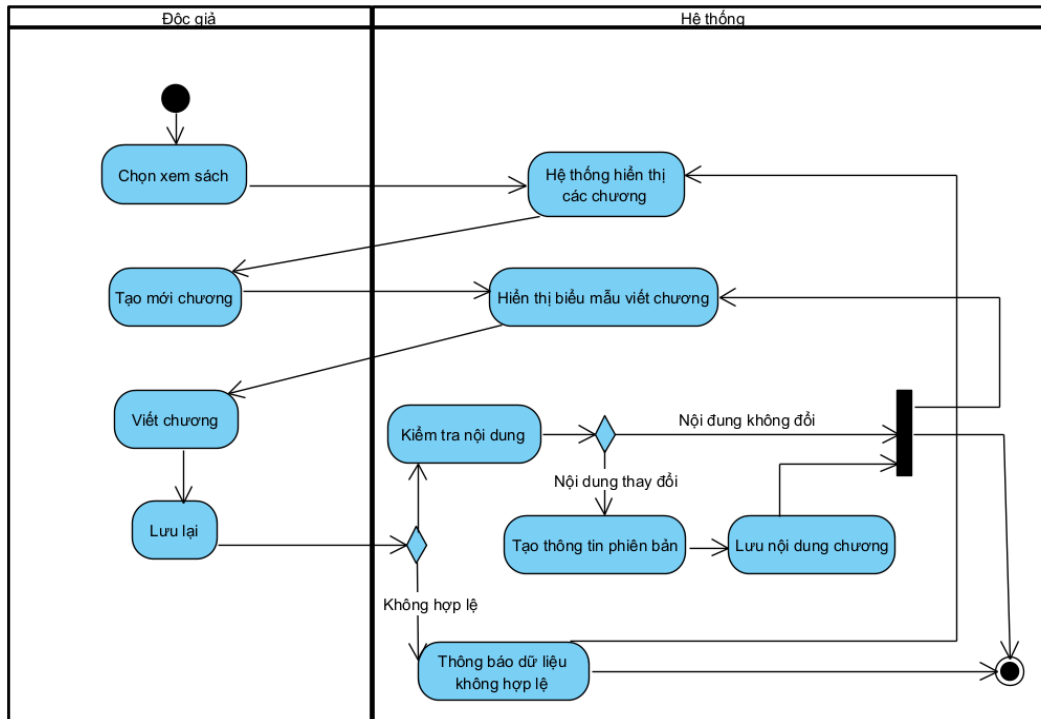 Độc giả
Hệ thống
Chọn xem sách
Hệ thống hiển thị
các chương
Tạo mới chương
Hiển thị biểu mẫu viết chương
Viết chương
Kiểm tra nội dung
Nội đung không đổi
Nội dung thay đổi
Lưu lại
Tạo thông tin phiên bản
Lưu nội dung chương
Không hợp lệ
Thông báo dữ liệu
không hợp lệ